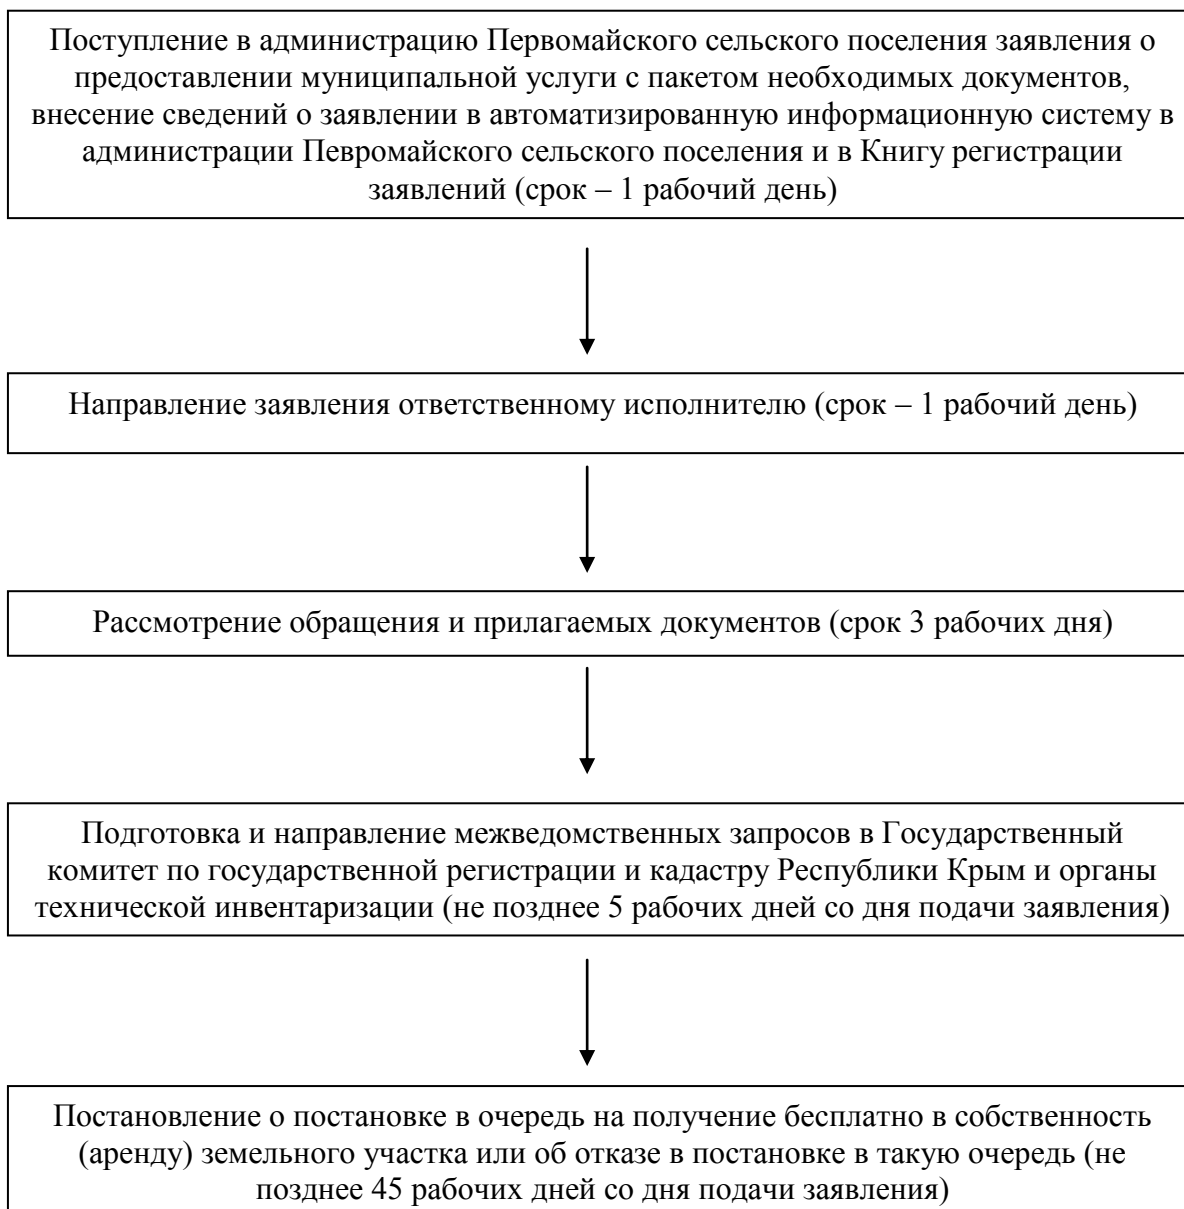 Поступление в администрацию Первомайского сельского поселения заявления о
предоставлении муниципальной услуги с пакетом необходимых документов,
внесение сведений о заявлении в автоматизированную информационную систему в
администрации Певромайского сельского поселения и в Книгу регистрации
заявлений (срок – 1 рабочий день)
Направление заявления ответственному исполнителю (срок – 1 рабочий день)
Рассмотрение обращения и прилагаемых документов (срок 3 рабочих дня)
Подготовка и направление межведомственных запросов в Государственный
комитет по государственной регистрации и кадастру Республики Крым и органы
технической инвентаризации (не позднее 5 рабочих дней со дня подачи заявления)
Постановление о постановке в очередь на получение бесплатно в собственность
(аренду) земельного участка или об отказе в постановке в такую очередь (не
позднее 45 рабочих дней со дня подачи заявления)